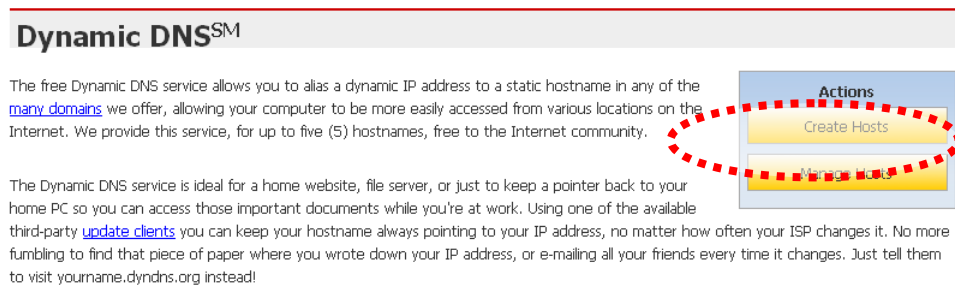 Dynamic DNS℠
The free Dynamic DNS service allows you to alias a dynamic IP address to a static hostname in any of the
many domains we offer, allowing your computer to be more easily accessed from various locations on the
Internet. We provide this service, for up to five (5) hostnames, free to the Internet community.
Actions
Create Hosts
Manage Hosts
The Dynamic DNS service is ideal for a home website, file server, or just to keep a pointer back to your
home PC so you can access those important documents while you're at work. Using one of the available
third-party update clients you can keep your hostname always pointing to your IP address, no matter how often your ISP changes it. No more
fumbling to find that piece of paper where you wrote down your IP address, or e-mailing all your friends every time it changes. Just tell them
to visit yourname.dyndns.org instead!